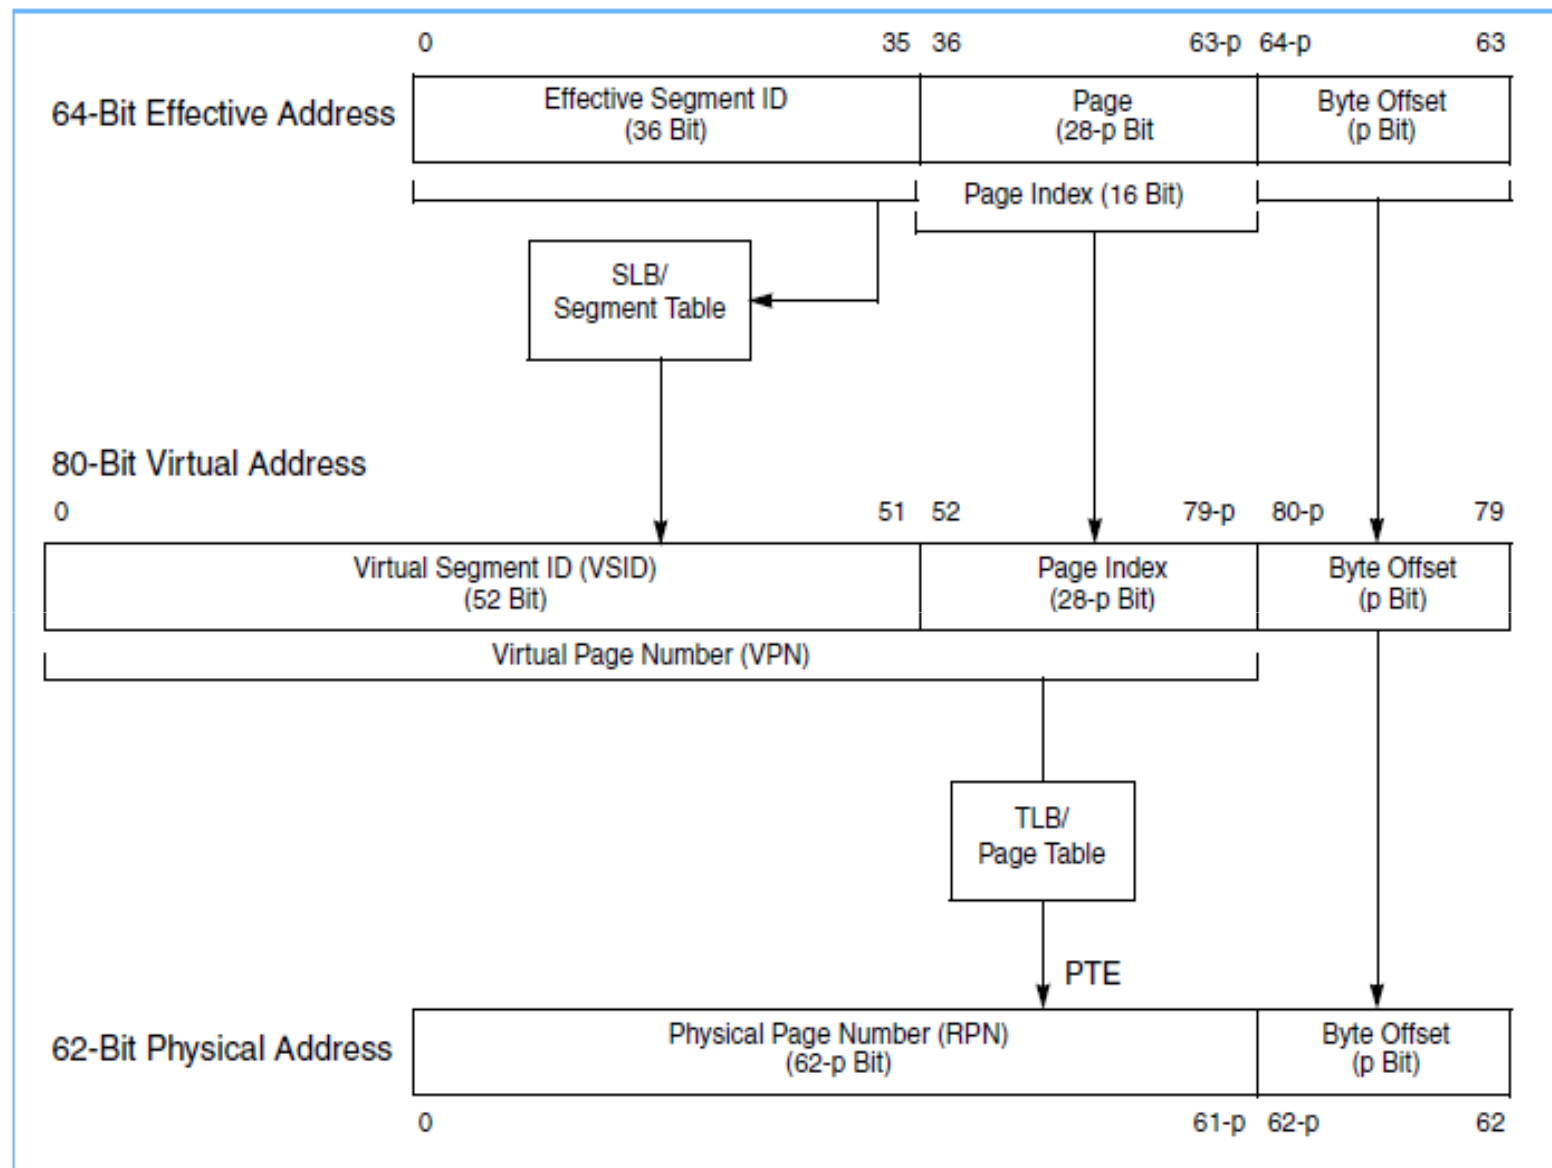 0 35 36 63-p 64-p 63
64-Bit Effective Address
Effective Segment ID
(36 Bit)
Page
(28-p Bit
Byte Offset
(p Bit)
Page Index (16 Bit)
SLB/
Segment Table
80-Bit Virtual Address
0 51 52 79-p 80-p 79
Virtual Segment ID (VSID)
(52 Bit)
Page Index
(28-p Bit)
Byte Offset
(p Bit)
Virtual Page Number (VPN)
TLB/
Page Table
PTE
62-Bit Physical Address
Physical Page Number (RPN)
(62-p Bit)
Byte Offset
(p Bit)
0 61-p 62-p 62